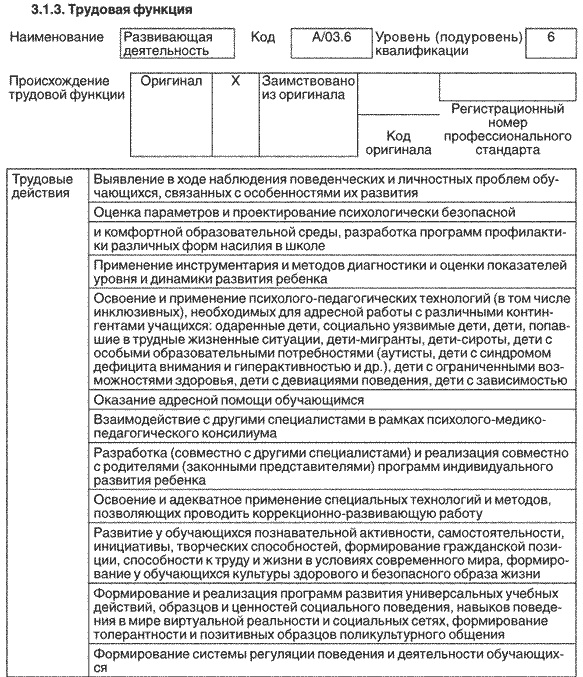 3.1.3. Трудовая функция
Наименование Развивающая деятельность Код A/03.6 Уровень (подуровень) квалификации 6
Происхождение трудовой функции Оригинал X Заимствовано из оригинала
Код оригинала
Регистрационный номер профессионального стандарта
Трудовые действия
Выявление в ходе наблюдения поведенческих и личностных проблем обу-
чающихся, связанных с особенностями их развития
Оценка параметров и проектирование психологически безопасной
и комфортной образовательной среды, разработка программ профилакти-
ки различных форм насилия в школе
Применение инструментария и методов диагностики и оценки показателей
уровня и динамики развития ребенка
Освоение и применение психолого-педагогических технологий (в том числе
инклюзивных), необходимых для адресной работы с различными контин-
гентами учащихся: одаренные дети, социально уязвимые дети, дети, попав-
шие в трудные жизненные ситуации, дети-мигранты, дети-сироты, дети с
особыми образовательными потребностями (аутисты, дети с синдромом
дефицита внимания и гиперактивностью и др.), дети с ограниченными воз-
можностями здоровья, дети с девиациями поведения, дети с зависимостью
Оказание адресной помощи обучающимся
Взаимодействие с другими специалистами в рамках психолого-медико-
педагогического консилиума
Разработка (совместно с другими специалистами) и реализация совместно
с родителями (законными представителями) программ индивидуального
развития ребенка
Освоение и адекватное применение специальных технологий и методов,
позволяющих проводить коррекционно-развивающую работу
Развитие у обучающихся познавательной активности, самостоятельности,
инициативы, творческих способностей, формирование гражданской пози-
ции, способности к труду и жизни в условиях современного мира, формиро-
вание у обучающихся культуры здорового и безопасного образа жизни
Формирование и реализация программ развития универсальных учебных
действий, образцов и ценностей социального поведения, навыков поведе-
ния в мире виртуальной реальности и социальных сетях, формирование
толерантности и позитивных образцов поликультурного общения
Формирование системы регуляции поведения и деятельности обучающих-
ся